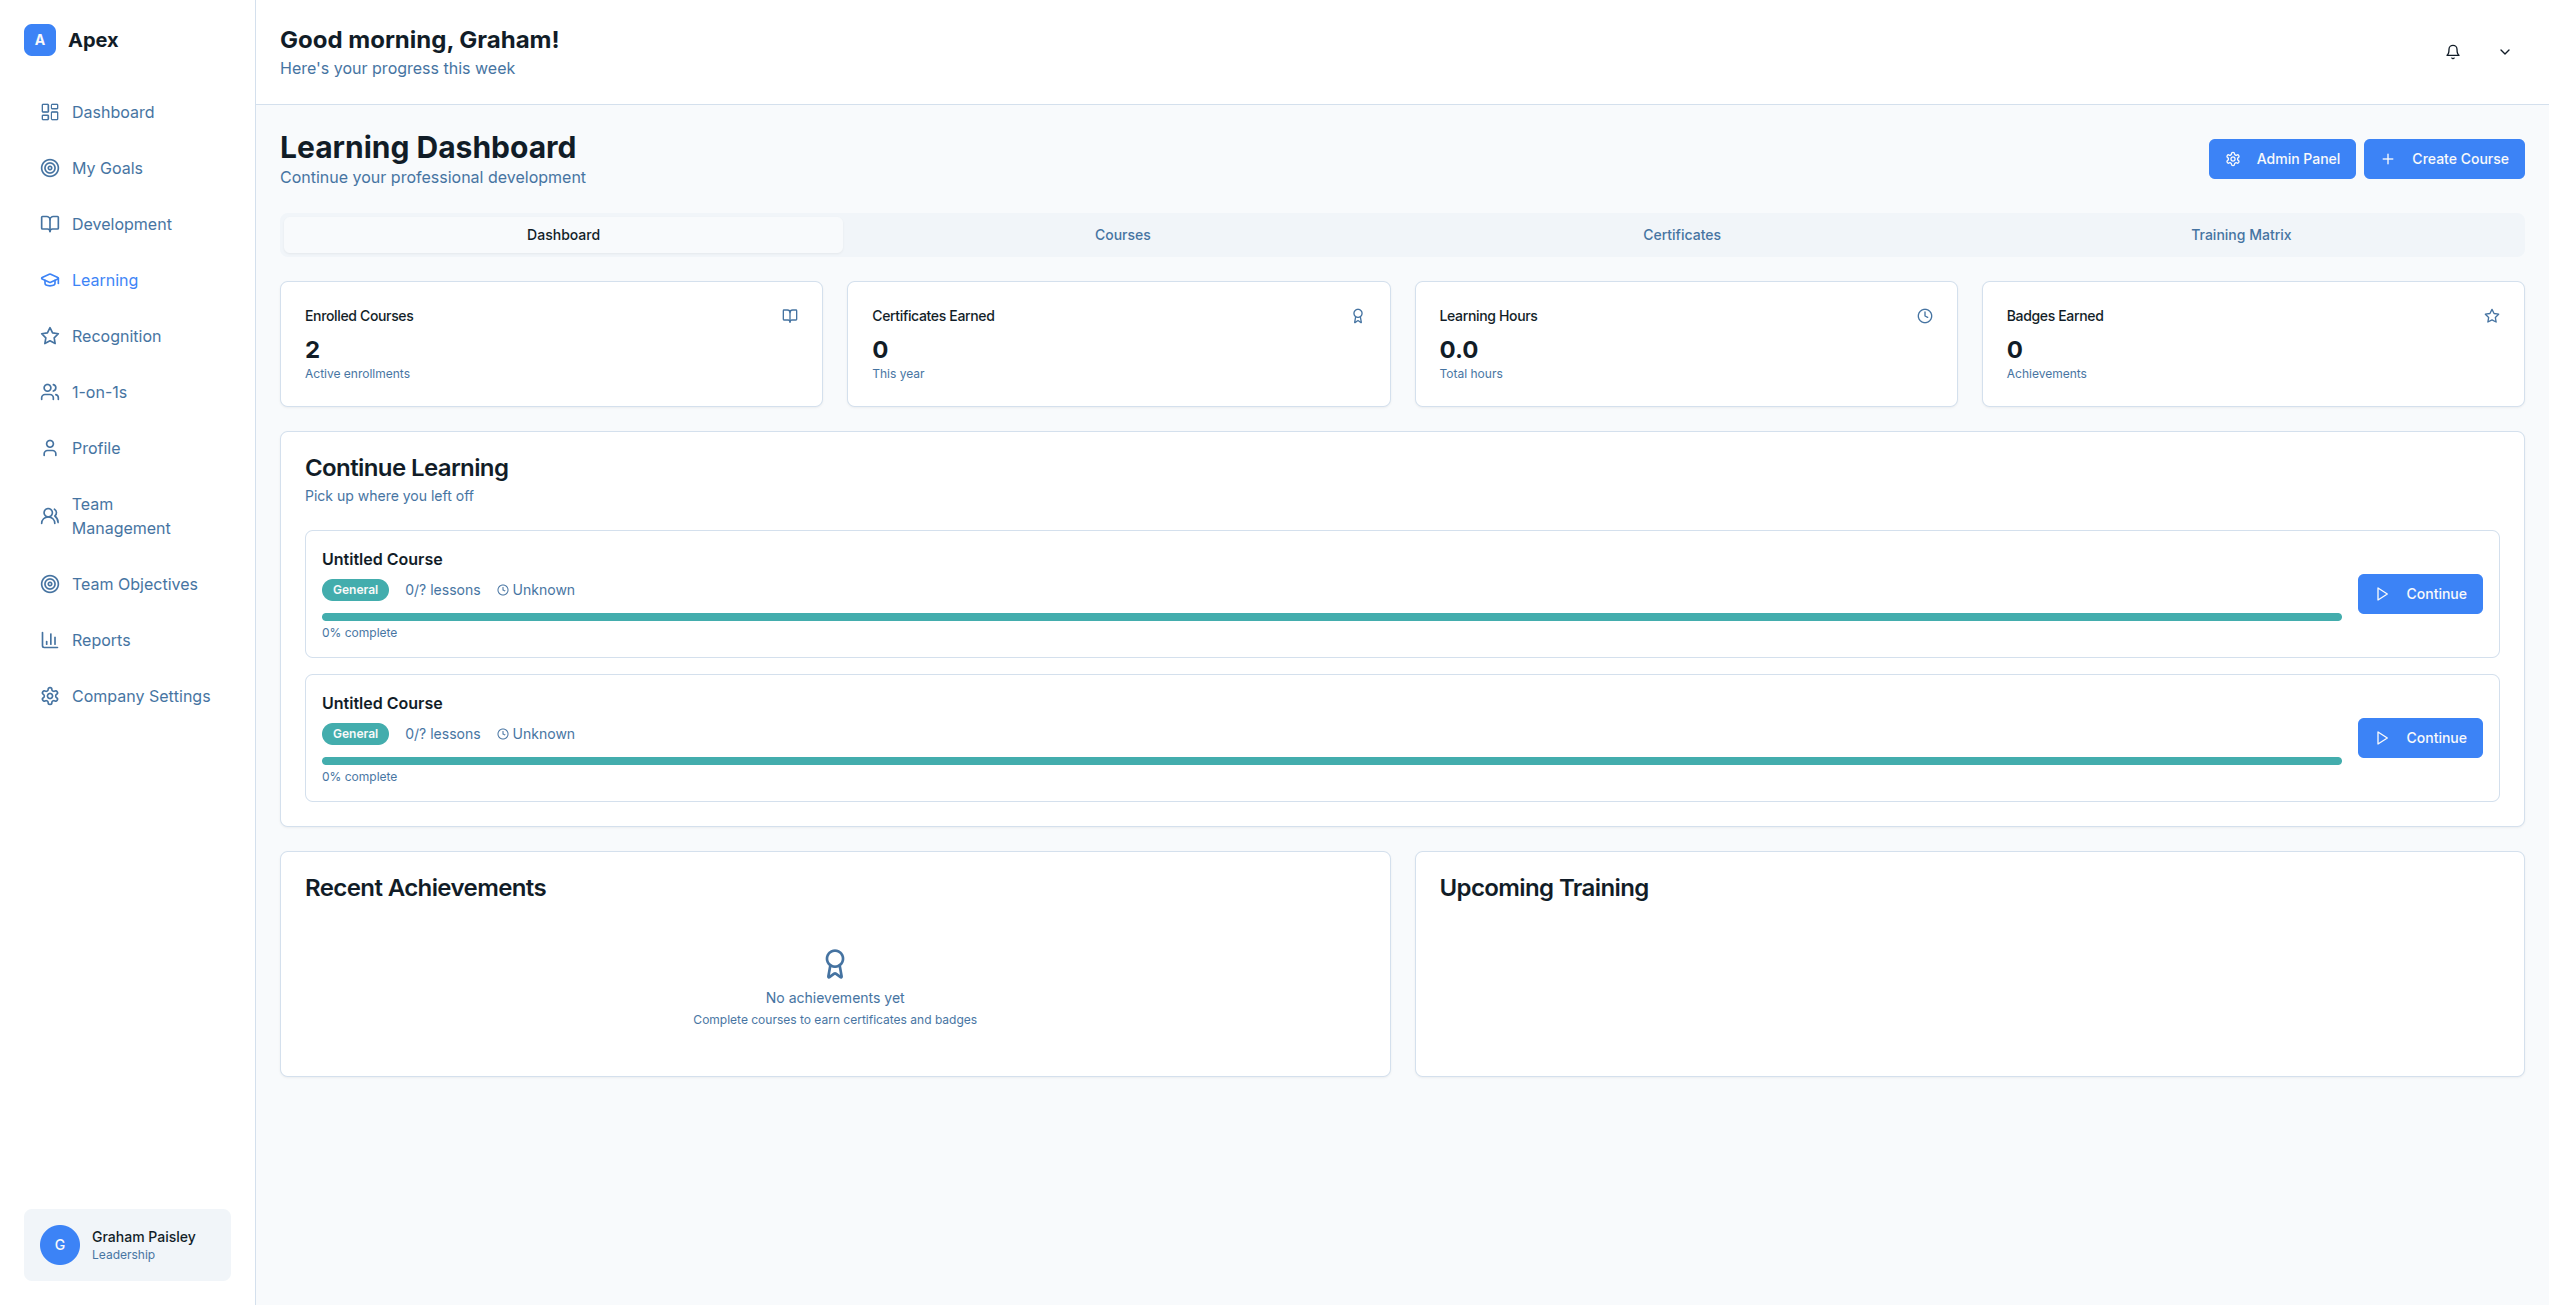 A
Apex
Dashboard
My Goals
Development
Learning
Recognition
1-on-1s
Profile
Team
Management
Team Objectives
Reports
Company Settings
G
Graham Paisley
Leadership
Good morning, Graham!
Here's your progress this week
Learning Dashboard
Continue your professional development
Admin Panel
Create Course
Dashboard
Courses
Certificates
Training Matrix
Enrolled Courses
2
Active enrollments
Certificates Earned
0
This year
Learning Hours
0.0
Total hours
Badges Earned
0
Achievements
Continue Learning
Pick up where you left off
Untitled Course
General 0/? lessons Unknown
0% complete
Continue
Untitled Course
General 0/? lessons Unknown
0% complete
Continue
Recent Achievements
No achievements yet
Complete courses to earn certificates and badges
Upcoming Training